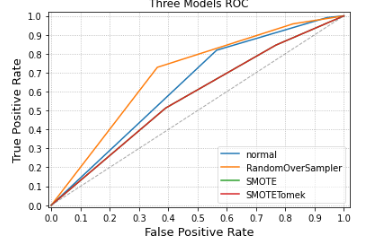 Three Models ROC
True Positive Rate
1.0
0.9
0.8
0.7
0.6
0.5
0.4
0.3
0.2
0.1
0.0
normal
RandomOverSampler
SMOTE
SMOTETomek
0.0 0.1 0.2 0.3 0.4 0.5 0.6 0.7 0.8 0.9 1.0
False Positive Rate